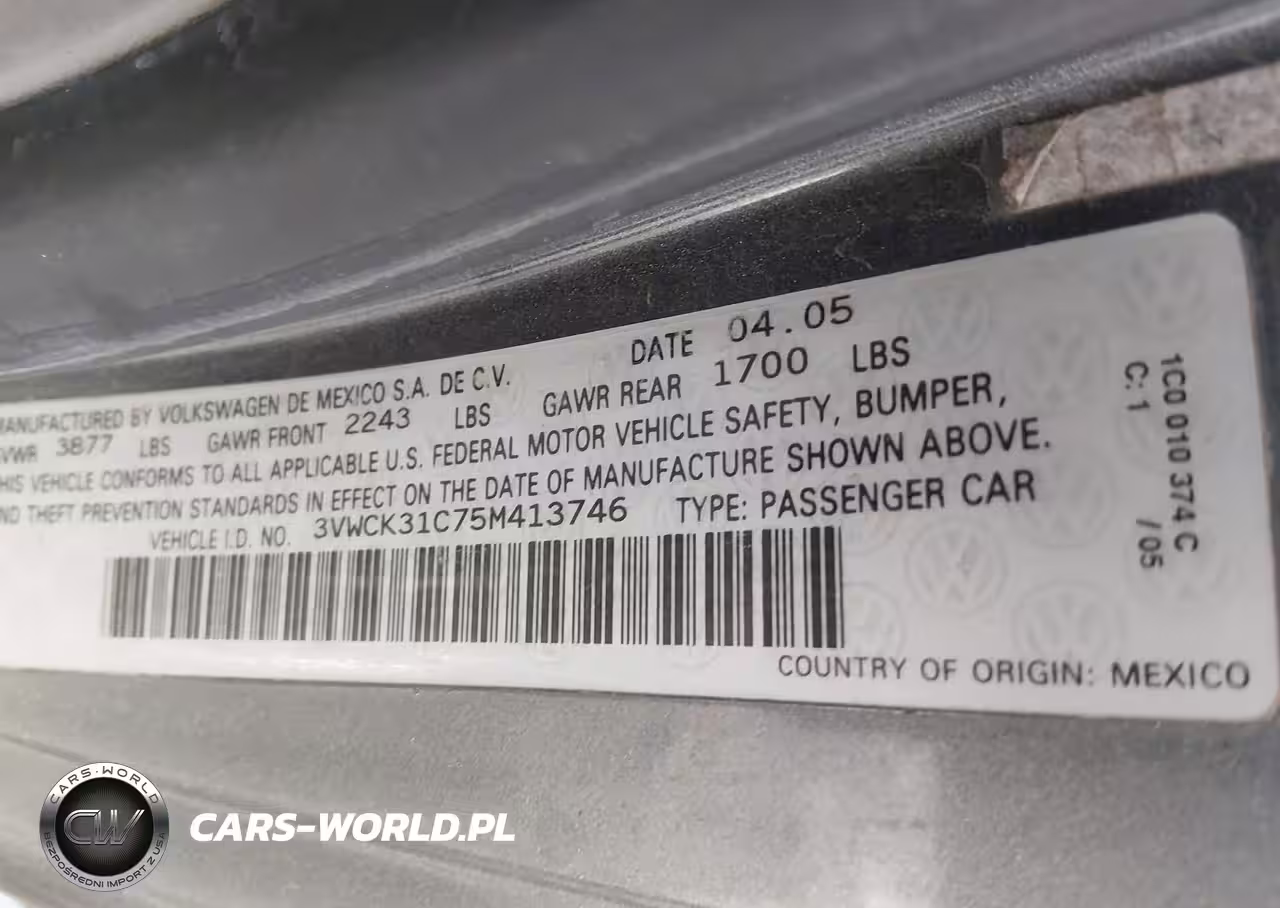 MANUFACTURED BY VOLKSWAGEN DE MEXICO S.A. DE C.V. DATE 04.05
GVWR 3877 LBS GAWR FRONT 2243 LBS GAWR REAR 1700 LBS
THIS VEHICLE CONFORMS TO ALL APPLICABLE U.S. FEDERAL MOTOR VEHICLE SAFETY, BUMPER,
AND THEFT PREVENTION STANDARDS IN EFFECT ON THE DATE OF MANUFACTURE SHOWN ABOVE.
VEHICLE I.D. NO. 3VWCK31C75M413746 TYPE: PASSENGER CAR
COUNTRY OF ORIGIN: MEXICO
1C0 010 374 C
C: 1 /05
CARS-WORLD
CW
BEZPOŚREDNI IMPORT Z USA
CARS-WORLD.PL